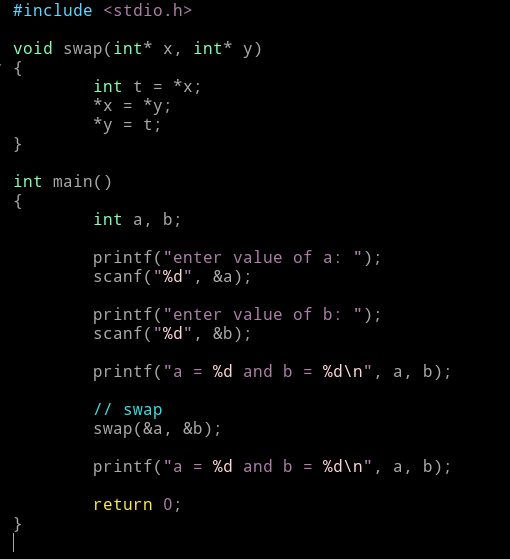 #include <stdio.h>
void swap(int* x, int* y)
{
int t = *x;
*x = *y;
*y = t;
}
int main()
{
int a, b;
printf("enter value of a: ");
scanf("%d", &a);
printf("enter value of b: ");
scanf("%d", &b);
printf("a = %d and b = %d\n", a, b);
// swap
swap(&a, &b);
printf("a = %d and b = %d\n", a, b);
return 0;
}